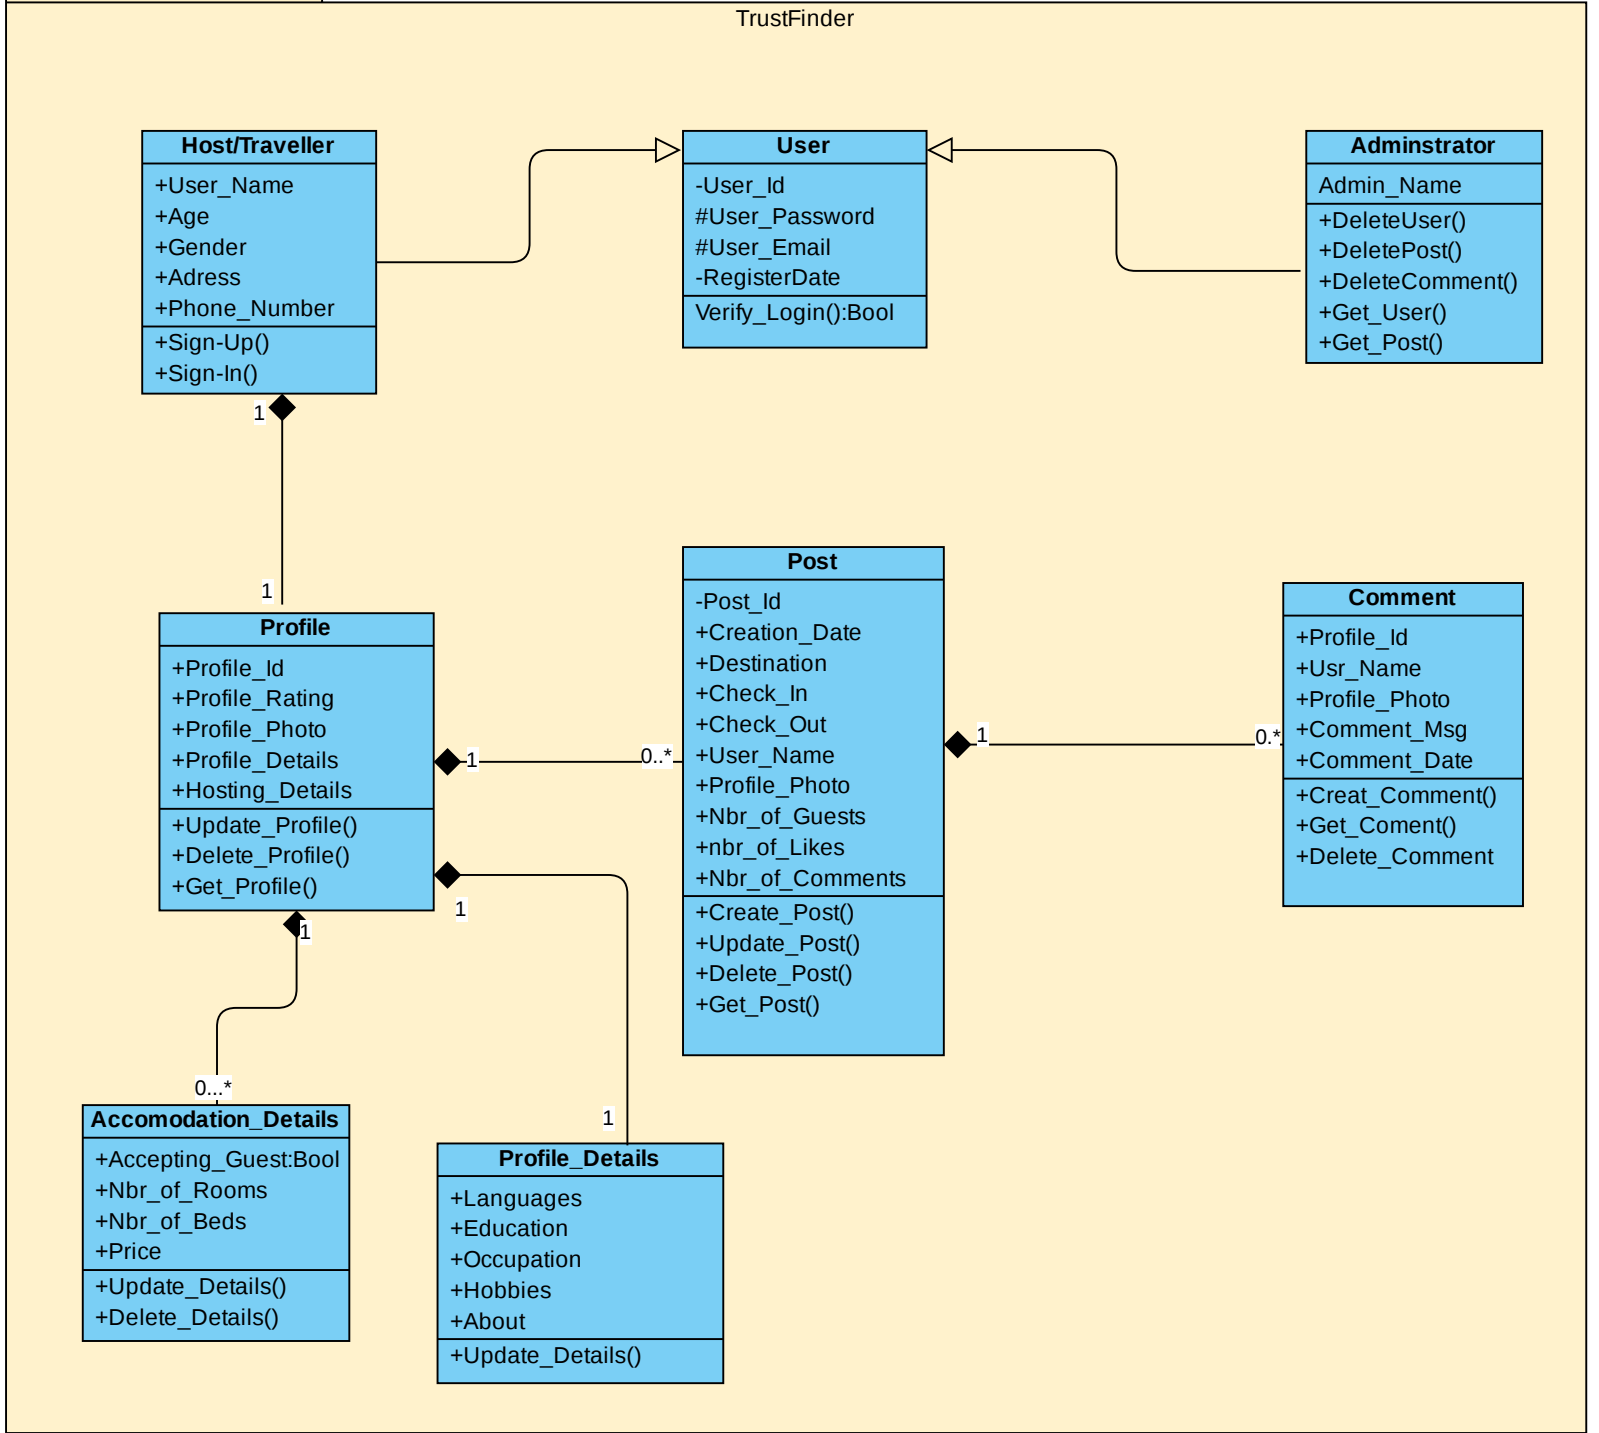 TrustFinder
Host/Traveller
+User_Name
+Age
+Gender
+Adress
+Phone_Number
+Sign-Up()
+Sign-In()
User
-User_Id
#User_Password
#User_Email
-RegisterDate
Verify_Login():Bool
Adminstrator
Admin_Name
+DeleteUser()
+DeletePost()
+DeleteComment()
+Get_User()
+Get_Post()
1
1
Profile
+Profile_Id
+Profile_Rating
+Profile_Photo
+Profile_Details
+Hosting_Details
+Update_Profile()
+Delete_Profile()
+Get_Profile()
1
0..*
Post
-Post_Id
+Creation_Date
+Destination
+Check_In
+Check_Out
+User_Name
+Profile_Photo
+Nbr_of_Guests
+nbr_of_Likes
+Nbr_of_Comments
+Create_Post()
+Update_Post()
+Delete_Post()
+Get_Post()
1
0.*
Comment
+Profile_Id
+Usr_Name
+Profile_Photo
+Comment_Msg
+Comment_Date
+Creat_Comment()
+Get_Coment()
+Delete_Comment
1
1
0...*
1
Accomodation_Details
+Accepting_Guest:Bool
+Nbr_of_Rooms
+Nbr_of_Beds
+Price
+Update_Details()
+Delete_Details()
Profile_Details
+Languages
+Education
+Occupation
+Hobbies
+About
+Update_Details()